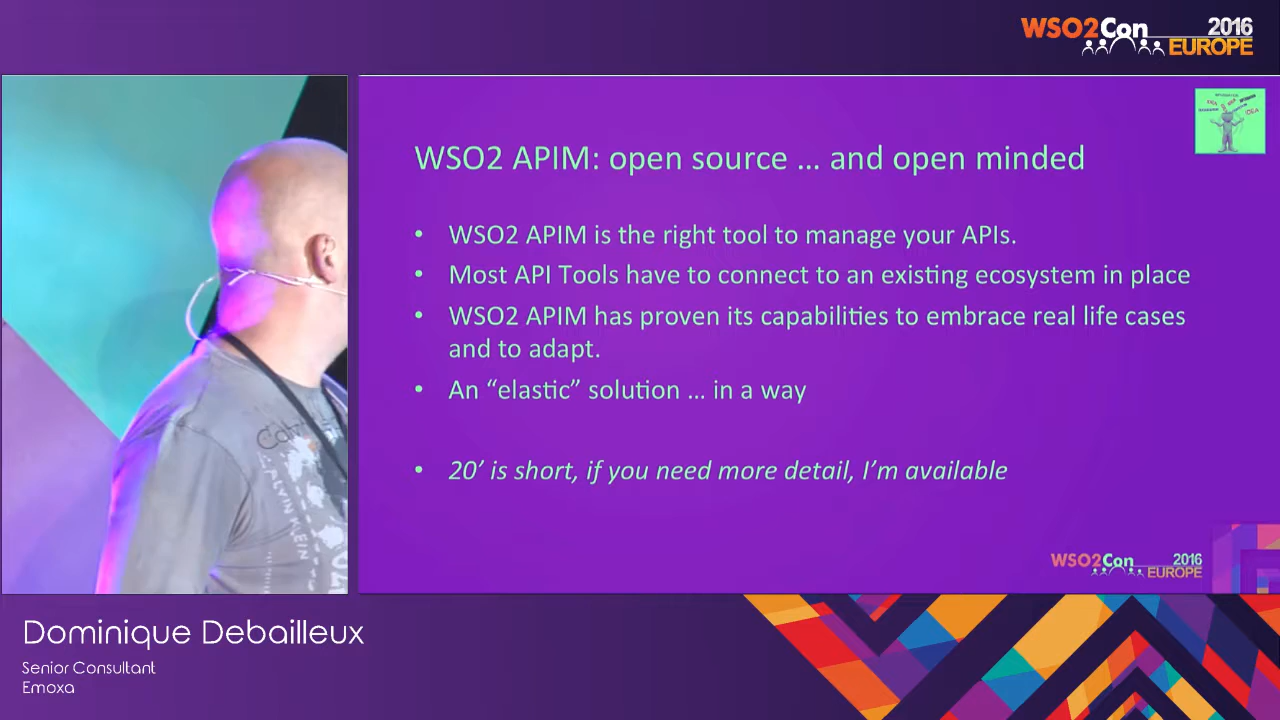 WSO2Con 2016
EUROPE
WSO2 APIM: open source ... and open minded
• WSO2 APIM is the right tool to manage your APIs.
• Most API Tools have to connect to an existing ecosystem in place
• WSO2 APIM has proven its capabilities to embrace real life cases
and to adapt.
• An “elastic” solution ... in a way
• 20’ is short, if you need more detail, I’m available
CALVIN KLEIN
WSO2Con 2016
EUROPE
Dominique Debailleux
Senior Consultant
Emoxa